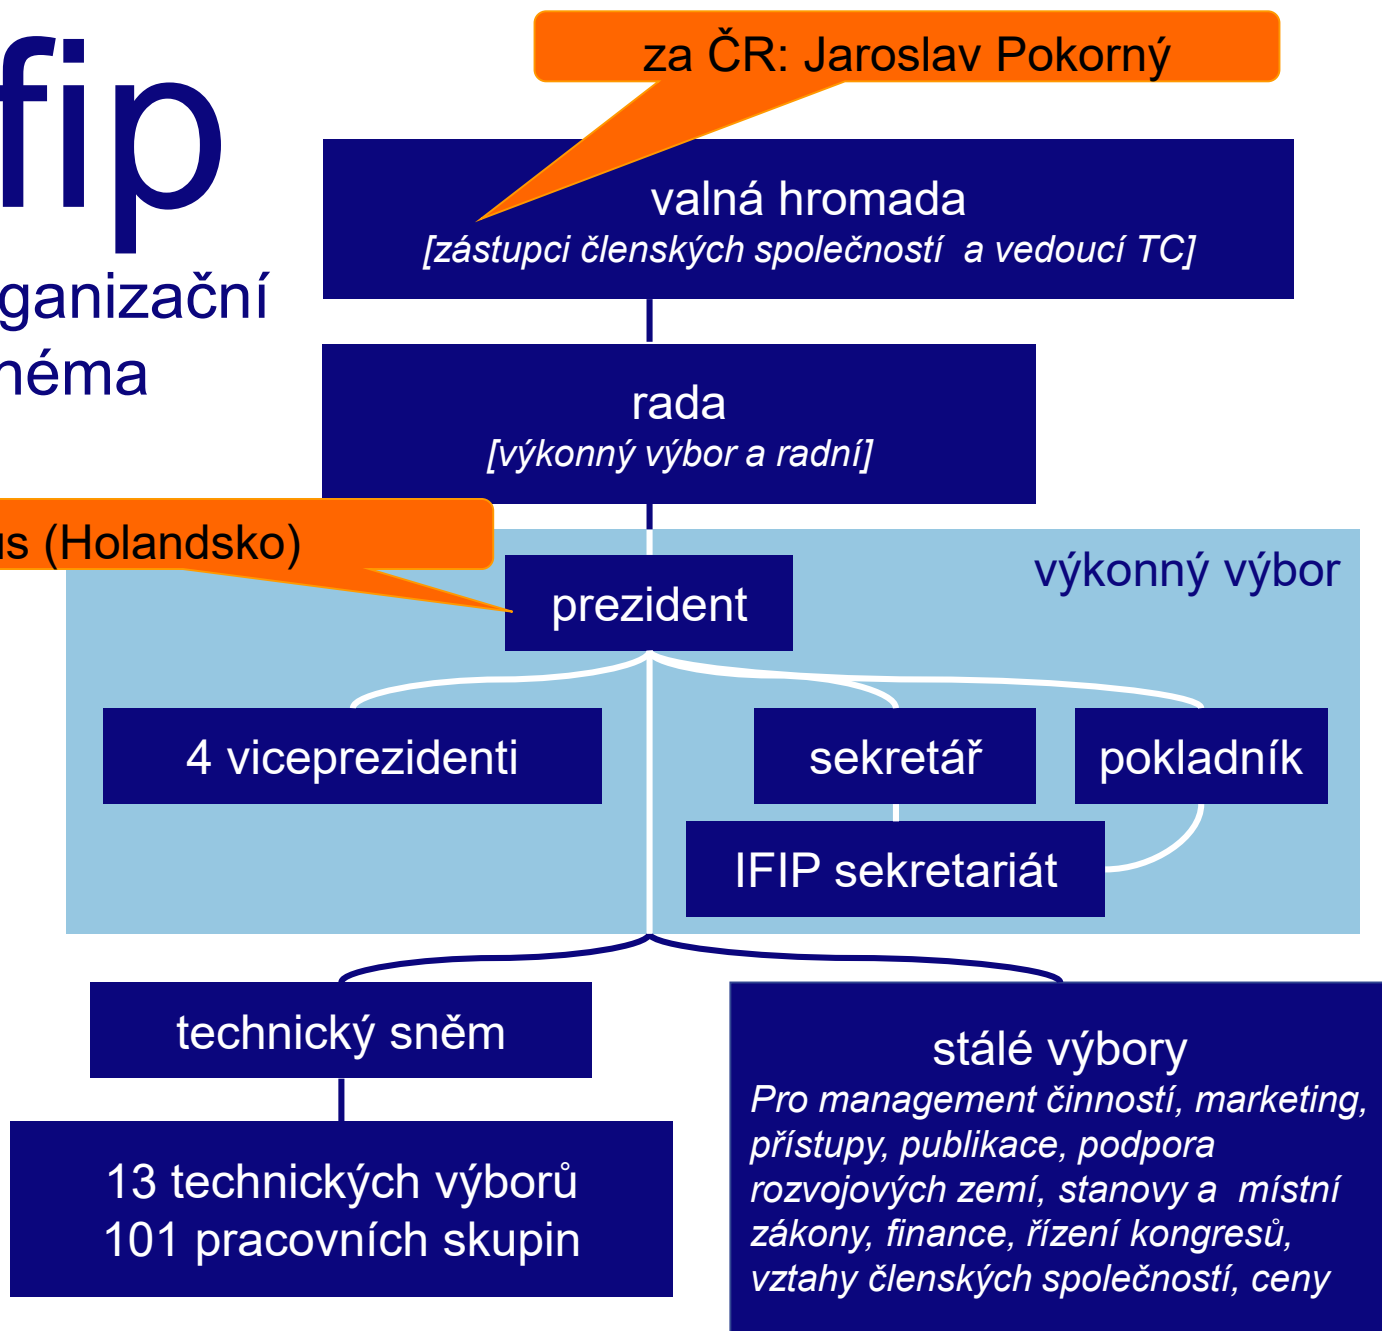 za ČR: Jaroslav Pokorný
fip
valná hromada
[zástupci členských společností  a vedoucí TC]
ganizační
rada
[výkonný výbor a radní]
(Holandsko)
výkonný výbor
prezident
4 viceprezidenti
sekretář
pokladník
IFIP sekretariát
technický sněm
13 technických výborů
101 pracovních skupin
stálé výbory
Pro management činností, marketing,
přístupy, publikace, podpora
rozvojových zemí, stanovy a  místní
zákony, finance, řízení kongresů,
vztahy členských společností, ceny